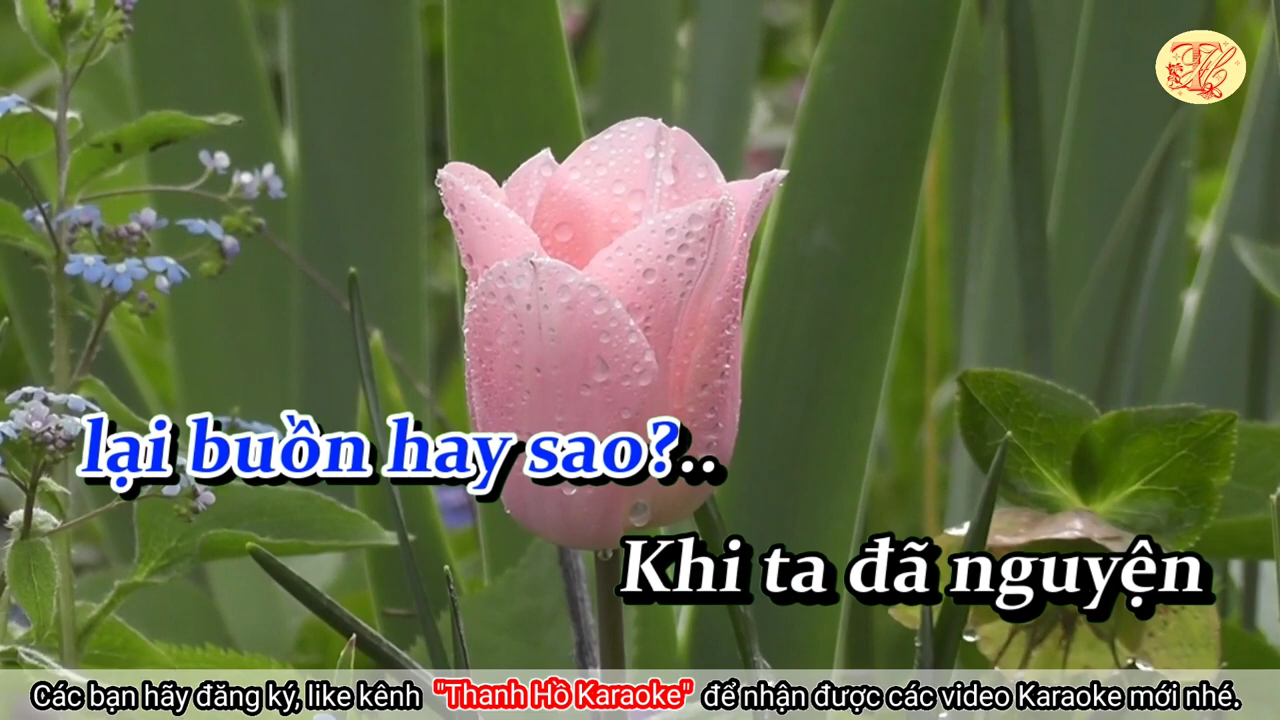 lại buồn hay sao?..
Khi ta đã nguyện
Các bạn hãy đăng ký, like kênh "Thanh Hồ Karaoke" để nhận được các video Karaoke mới nhé.